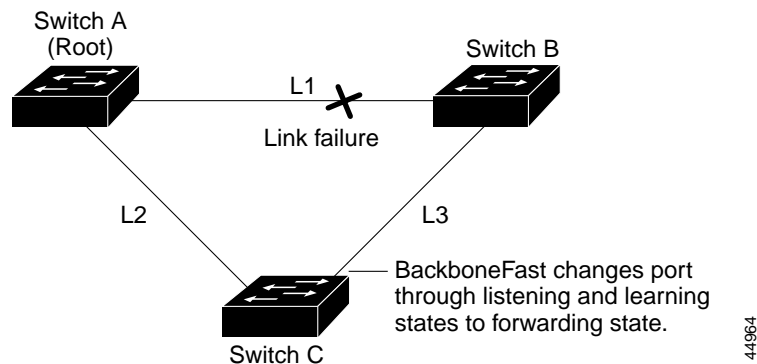 Switch A
(Root)
Switch B
L1
Link failure
L2
L3
BackboneFast changes port
through listening and learning
states to forwarding state.
Switch C
44964